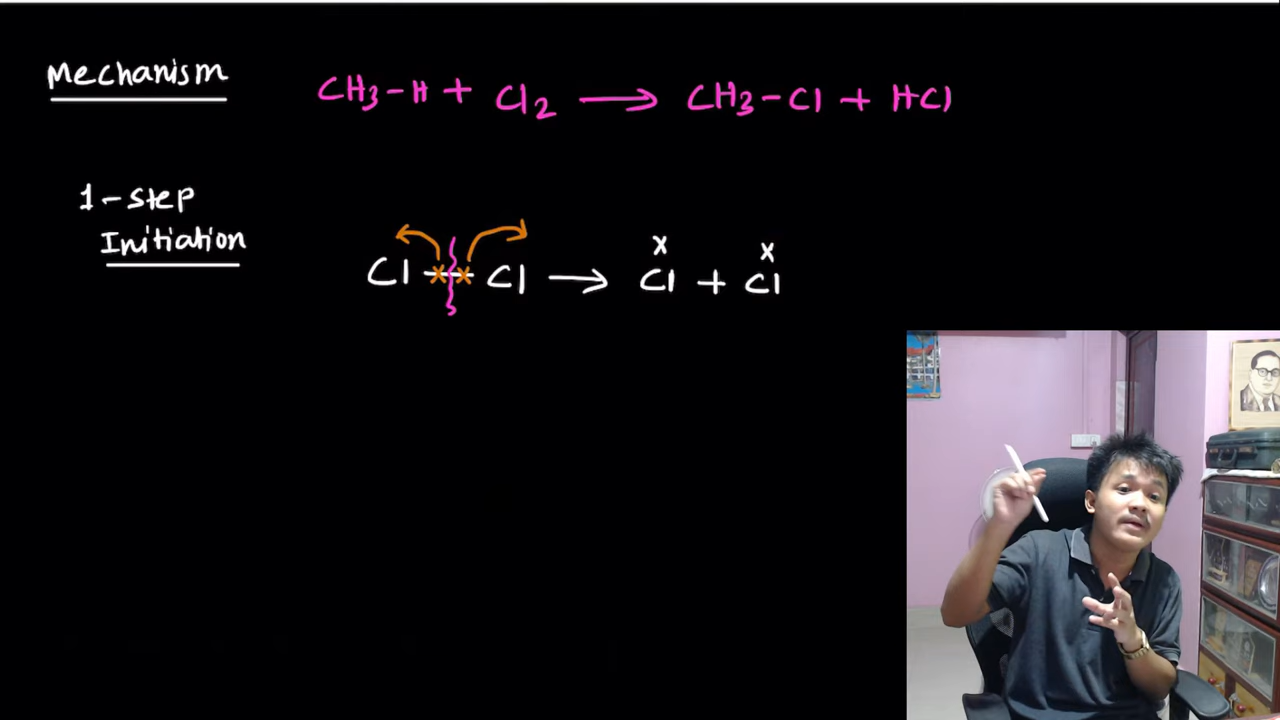 Mechanism
CH3-H + Cl2 ⟶ CH3-Cl + HCl
1-step
Initiation
x x
Cl x x Cl ⟶ Cl + Cl